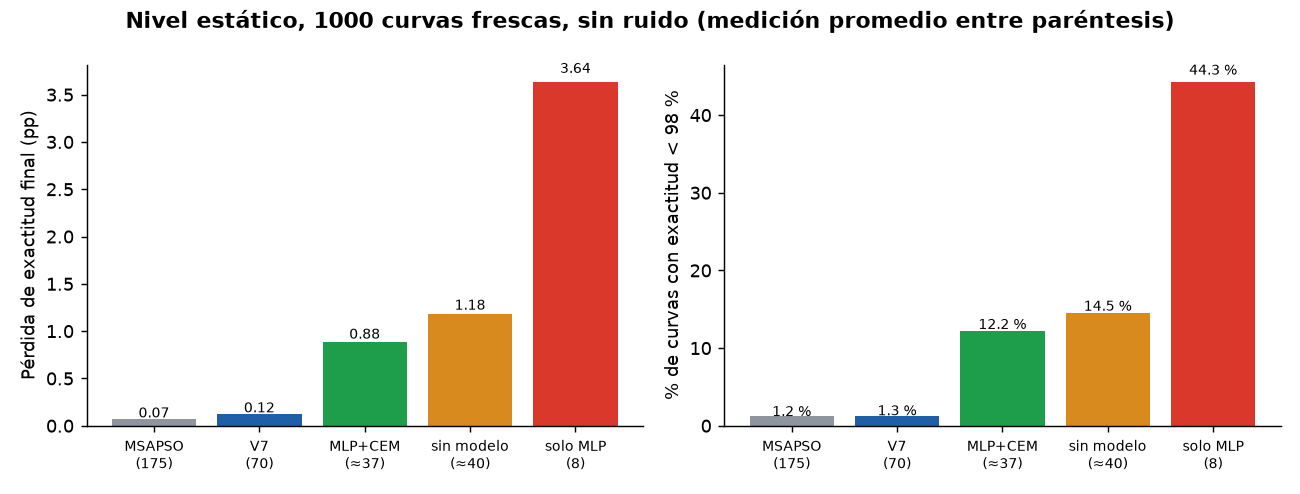 Nivel estático, 1000 curvas frescas, sin ruido (medición promedio entre paréntesis)
Pérdida de exactitud final (pp)
3.5
3.0
2.5
2.0
1.5
1.0
0.5
0.0
0.07
0.12
0.88
1.18
3.64
MSAPSO
(175)
V7
(70)
MLP+CEM
(≈37)
sin modelo
(≈40)
solo MLP
(8)
% de curvas con exactitud < 98 %
40
30
20
10
0
1.2 %
1.3 %
12.2 %
14.5 %
44.3 %
MSAPSO
(175)
V7
(70)
MLP+CEM
(≈37)
sin modelo
(≈40)
solo MLP
(8)